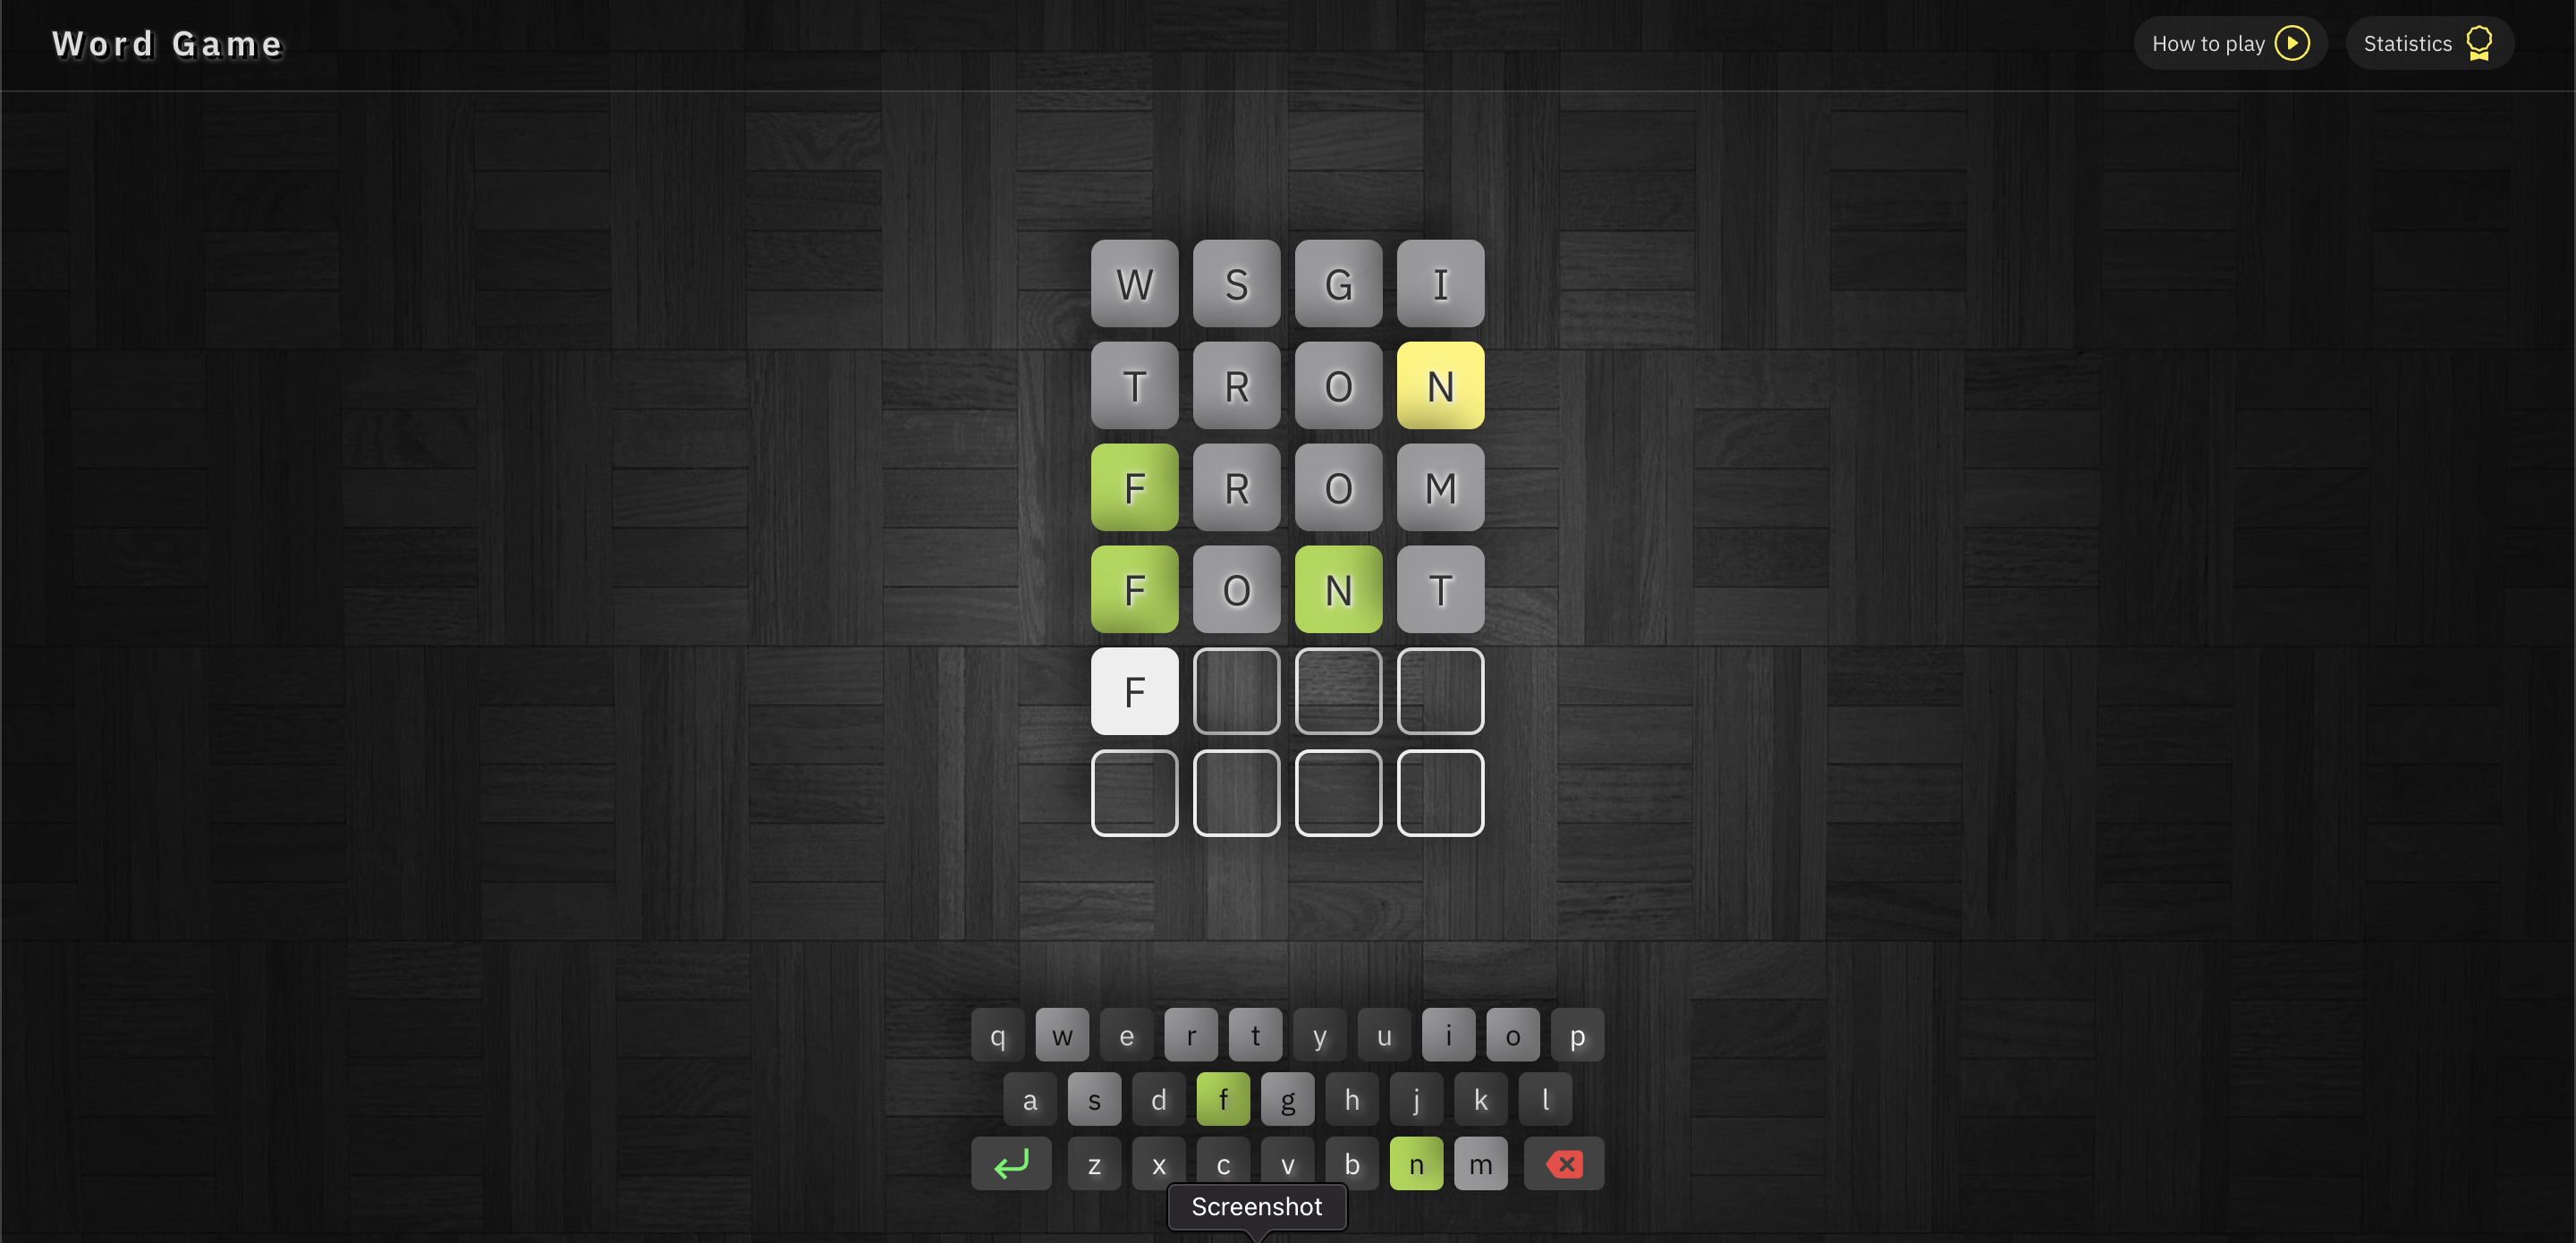 Word Game
How to play
Statistics
W S G I
T R O N
F R O M
F O N T
F
q w e r t y u i o p
a s d f g h j k l
z x c v b n m
Screenshot